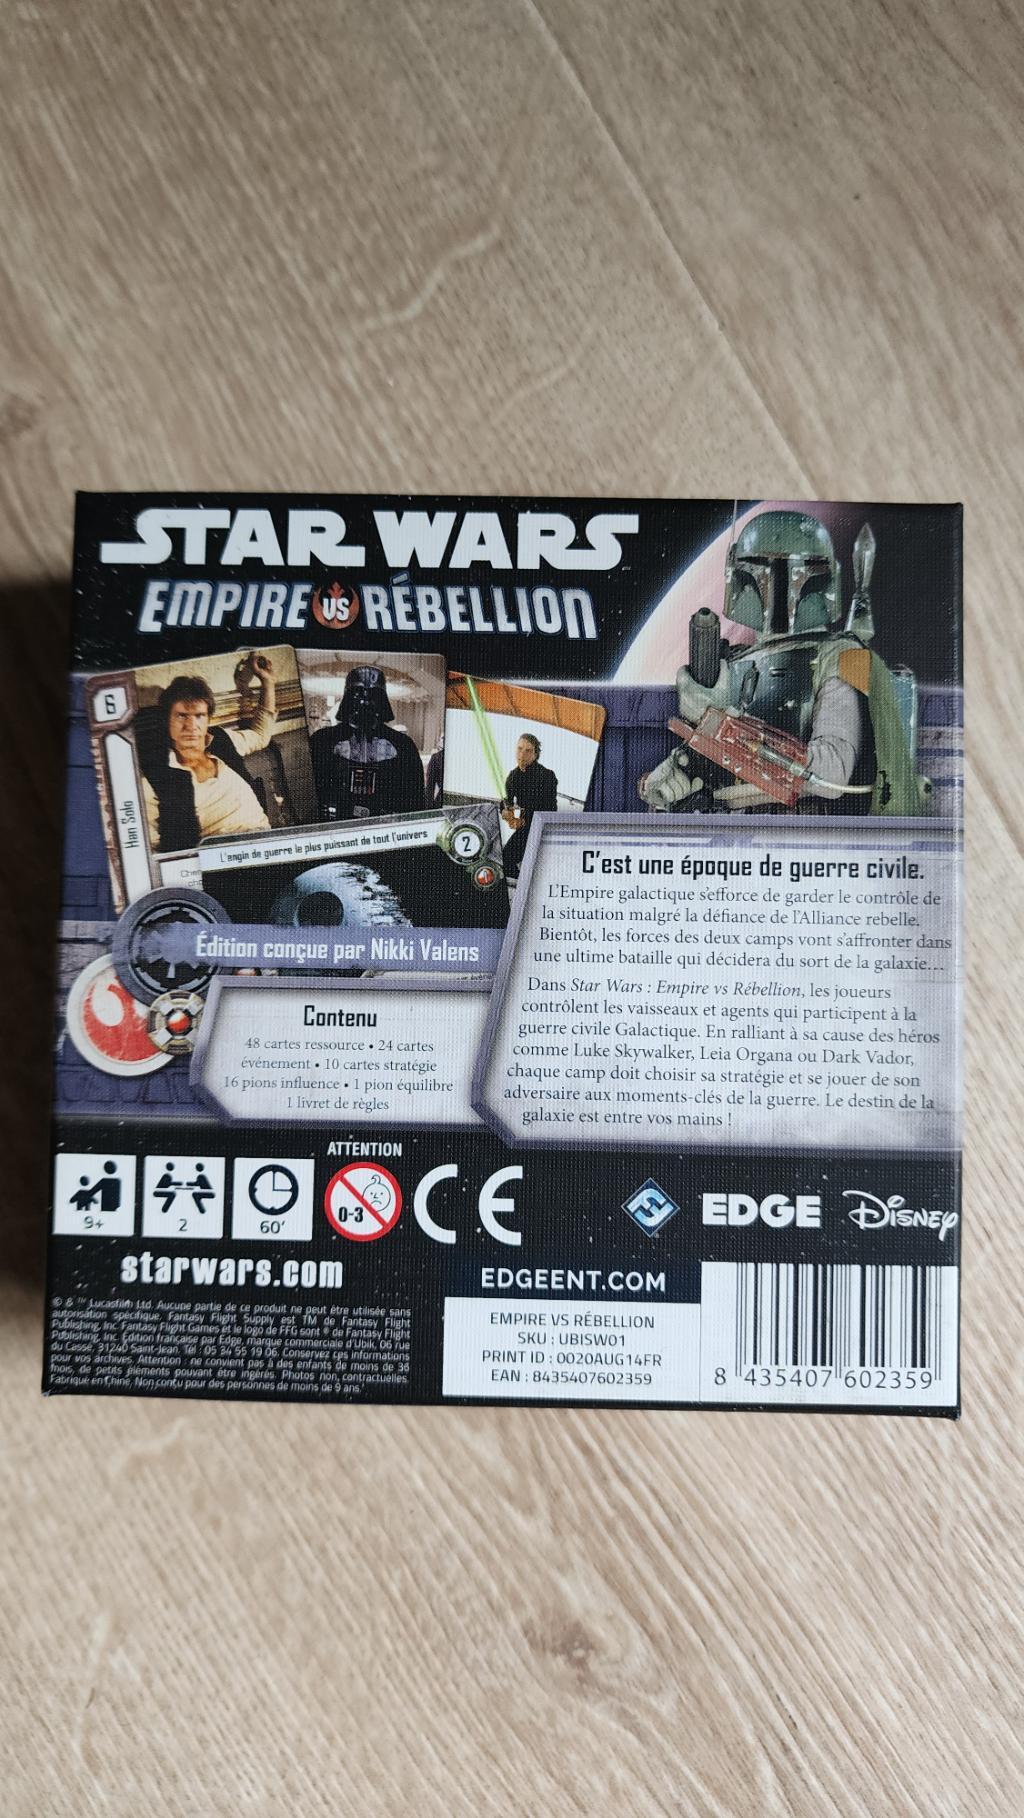 STAR WARS
EMPIRE VS RÉBELLION
6
Han Solo
L'engin de guerre le plus puissant de tout l'univers
2
Édition conçue par Nikki Valens
Contenu
48 cartes ressource • 24 cartes
événement • 10 cartes stratégie
16 pions influence • 1 pion équilibre
1 livret de règles
C'est une époque de guerre civile.
L'Empire galactique s'efforce de garder le contrôle de
la situation malgré la défiance de l'Alliance rebelle.
Bientôt, les forces des deux camps vont s'affronter dans
une ultime bataille qui décidera du sort de la galaxie...
Dans Star Wars : Empire vs Rébellion, les joueurs
contrôlent les vaisseaux et agents qui participent à la
guerre civile Galactique. En ralliant à sa cause des héros
comme Luke Skywalker, Leia Organa ou Dark Vador,
chaque camp doit choisir sa stratégie et se jouer de son
adversaire aux moments-clés de la guerre. Le destin de la
galaxie est entre vos mains !
9+
2
60'
ATTENTION
0-3
CE
EDGE
Disney
starwars.com
© & ™ Lucasfilm Ltd. Aucune partie de ce produit ne peut être utilisée sans
autorisation spécifique. Fantasy Flight Supply est TM de Fantasy Flight
Publishing, Inc. Fantasy Flight Games et le logo de FFG sont ® de Fantasy Flight
Publishing, Inc. Édition française par Edge, marque commerciale d'Ubik, 06 rue
du Casse, 31240 Saint-Jean. Tél : 05 34 55 19 06. Conservez ces informations
pour vos archives. Attention : ne convient pas à des enfants de moins de 36
mois, de petits éléments pouvant être ingérés. Photos non contractuelles.
Fabriqué en Chine. Non conçu pour des personnes de moins de 9 ans.
EDGEENT.COM
EMPIRE VS RÉBELLION
SKU : UBISW01
PRINT ID : 0020AUG14FR
EAN : 8435407602359
8 435407 602359